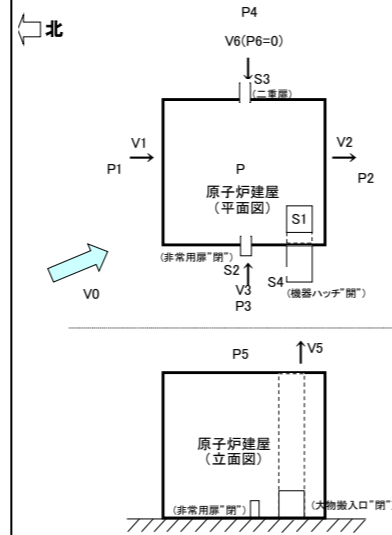 北
P4
V6(P6=0)
S3
(二重扉)
V1
V2
P1
P
P2
原子炉建屋
(平面図)
S1
(非常用扉"閉")
S2
S4
V3
(機器ハッチ"開")
P3
V0
P5
V5
原子炉建屋
(立面図)
(非常用扉"閉")
(大物搬入口"閉"